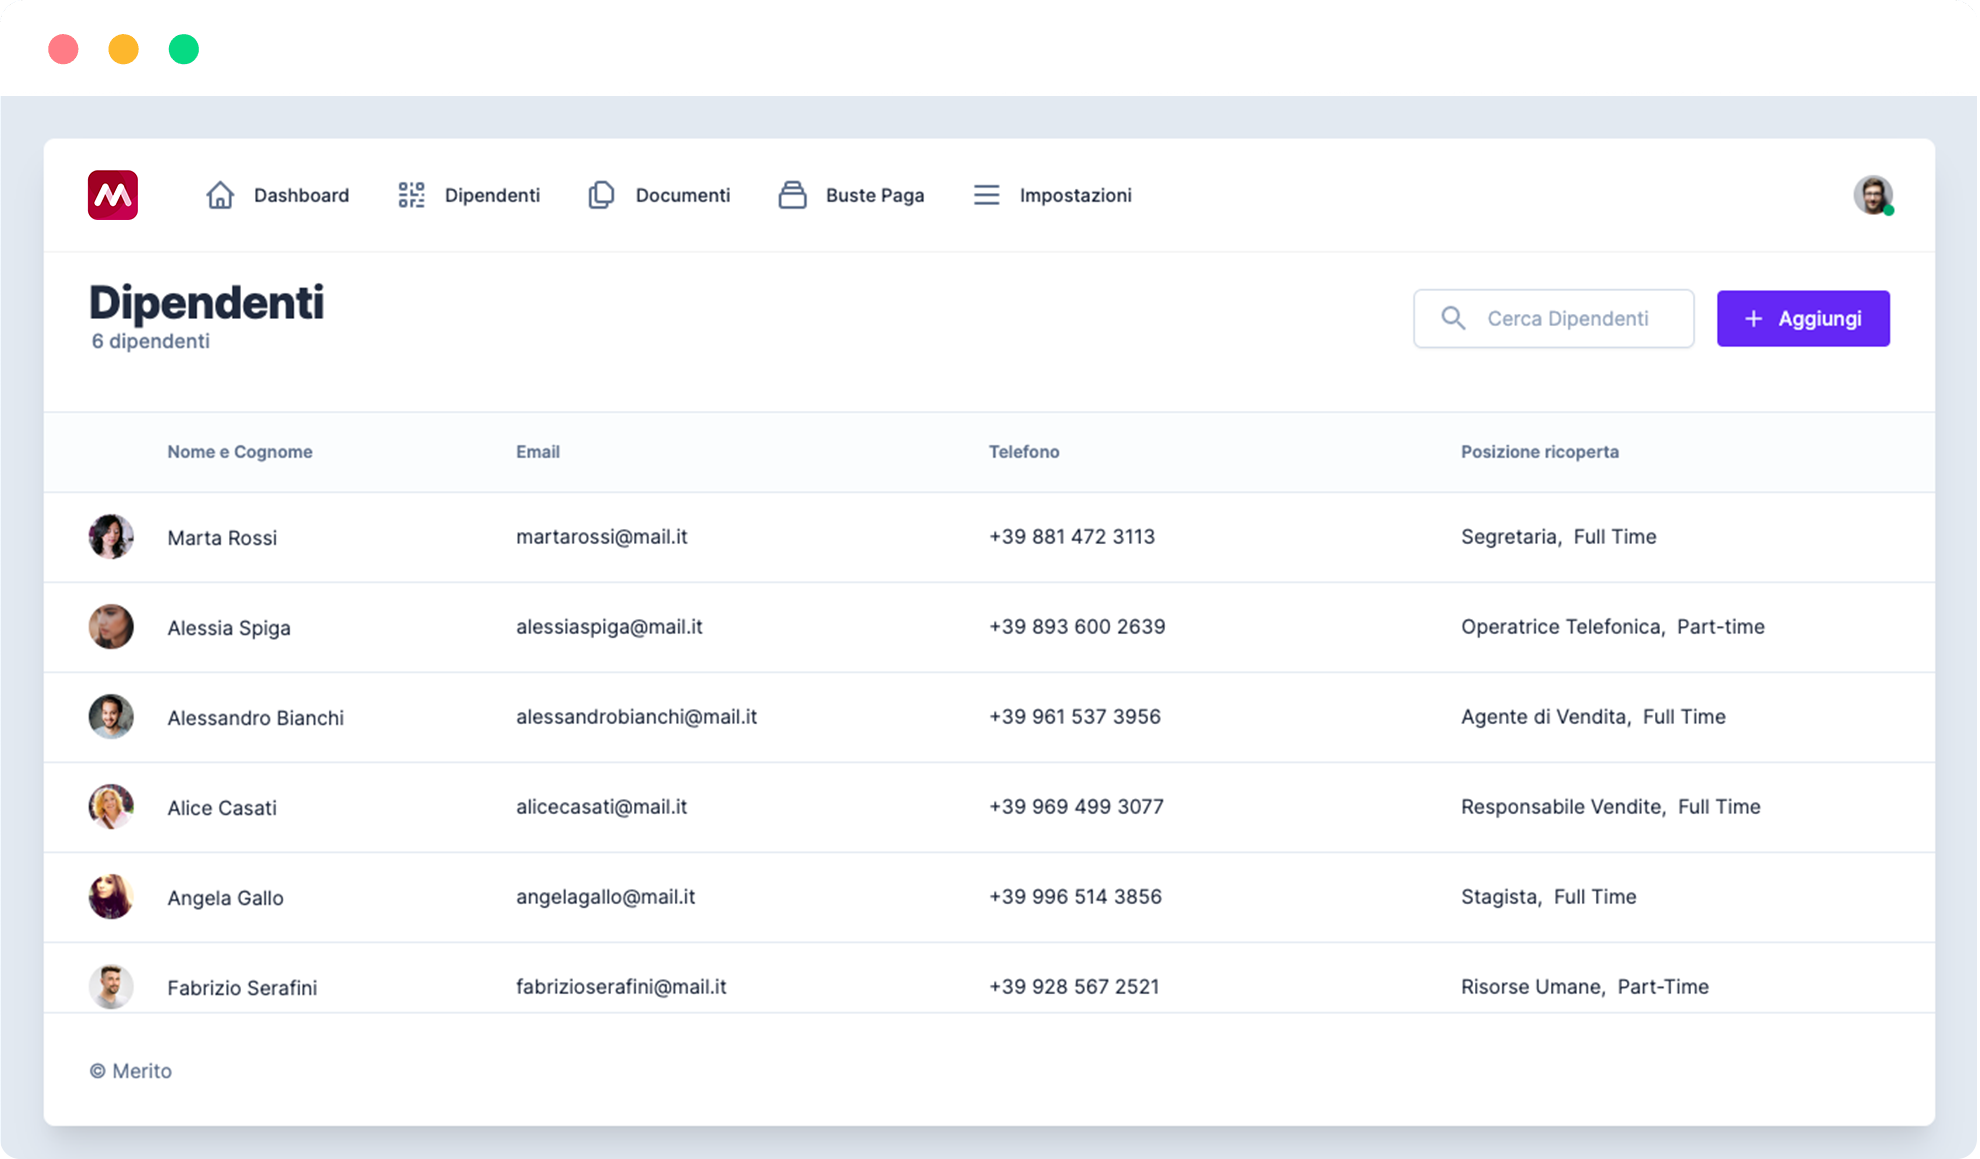 Dashboard Dipendenti Documenti Buste Paga Impostazioni
Dipendenti
6 dipendenti
Cerca Dipendenti
+ Aggiungi
Nome e Cognome Email Telefono Posizione ricoperta
Marta Rossi martarossi@mail.it +39 881 472 3113 Segretaria, Full Time
Alessia Spiga alessiaspiga@mail.it +39 893 600 2639 Operatrice Telefonica, Part-time
Alessandro Bianchi alessandrobianchi@mail.it +39 961 537 3956 Agente di Vendita, Full Time
Alice Casati alicecasati@mail.it +39 969 499 3077 Responsabile Vendite, Full Time
Angela Gallo angelagallo@mail.it +39 996 514 3856 Stagista, Full Time
Fabrizio Serafini fabrizioserafini@mail.it +39 928 567 2521 Risorse Umane, Part-Time
© Merito